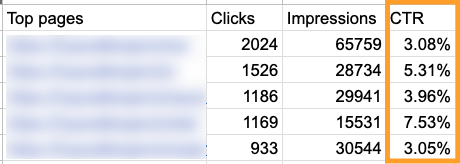 Top pages Clicks Impressions CTR
2024 65759 3.08%
1526 28734 5.31%
1186 29941 3.96%
1169 15531 7.53%
933 30544 3.05%